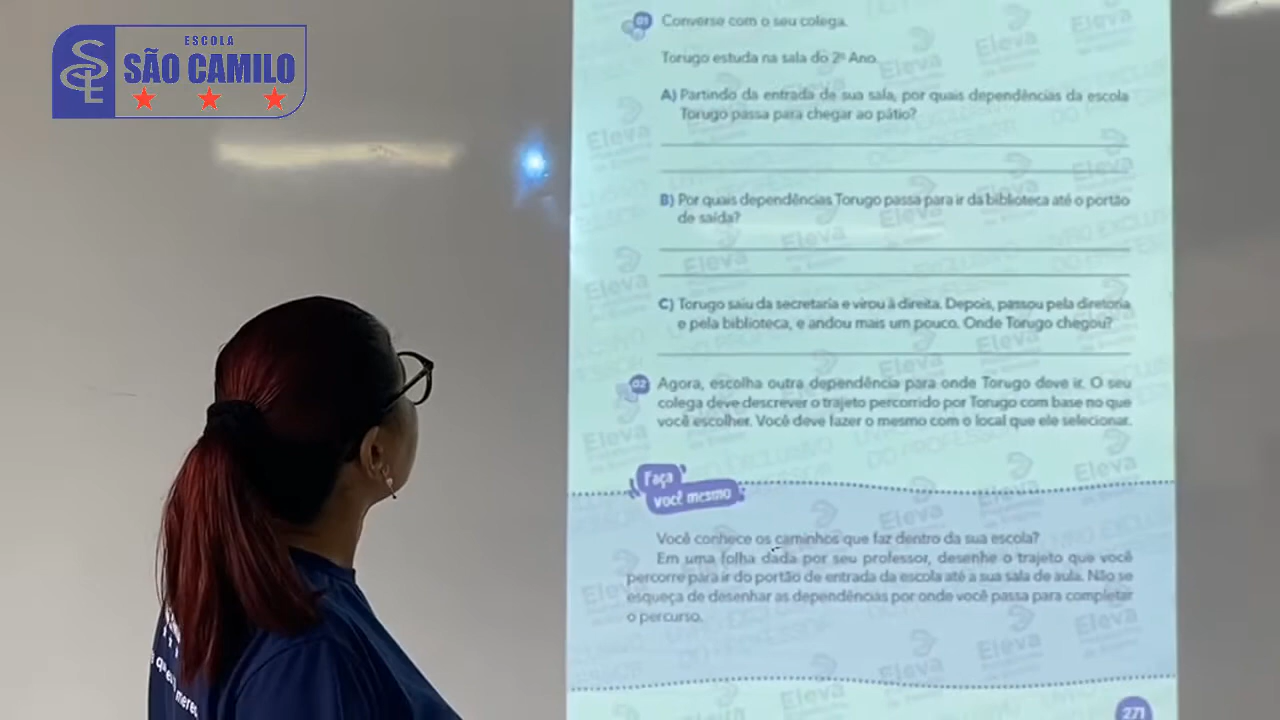 ESCOLA
SÃO CAMILO
01 Converse com o seu colega.
Torugo estuda na sala do 2º Ano.
A) Partindo da entrada de sua sala, por quais dependências da escola
Torugo passa para chegar ao pátio?
B) Por quais dependências Torugo passa para ir da biblioteca até o portão
de saída?
C) Torugo saiu da secretaria e virou à direita. Depois, passou pela diretoria
e pela biblioteca, e andou mais um pouco. Onde Torugo chegou?
02 Agora, escolha outra dependência para onde Torugo deve ir. O seu
colega deve descrever o trajeto percorrido por Torugo com base no que
você escolher. Você deve fazer o mesmo com o local que ele selecionar.
Faça
você mesmo
Você conhece os caminhos que faz dentro da sua escola?
Em uma folha dada por seu professor, desenhe o trajeto que você
percorre para ir do portão de entrada da escola até a sua sala de aula. Não se
esqueça de desenhar as dependências por onde você passa para completar
o percurso.
271